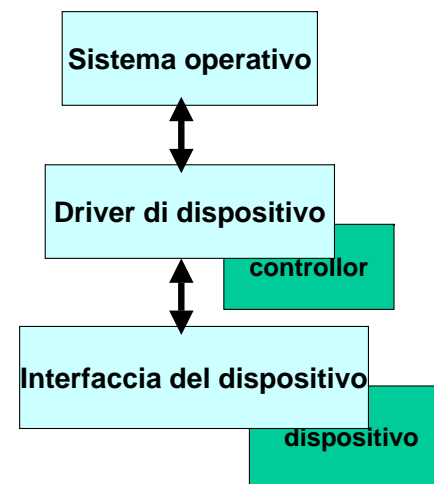 Sistema operativo
Driver di dispositivo
controllor
Interfaccia del dispositivo
dispositivo